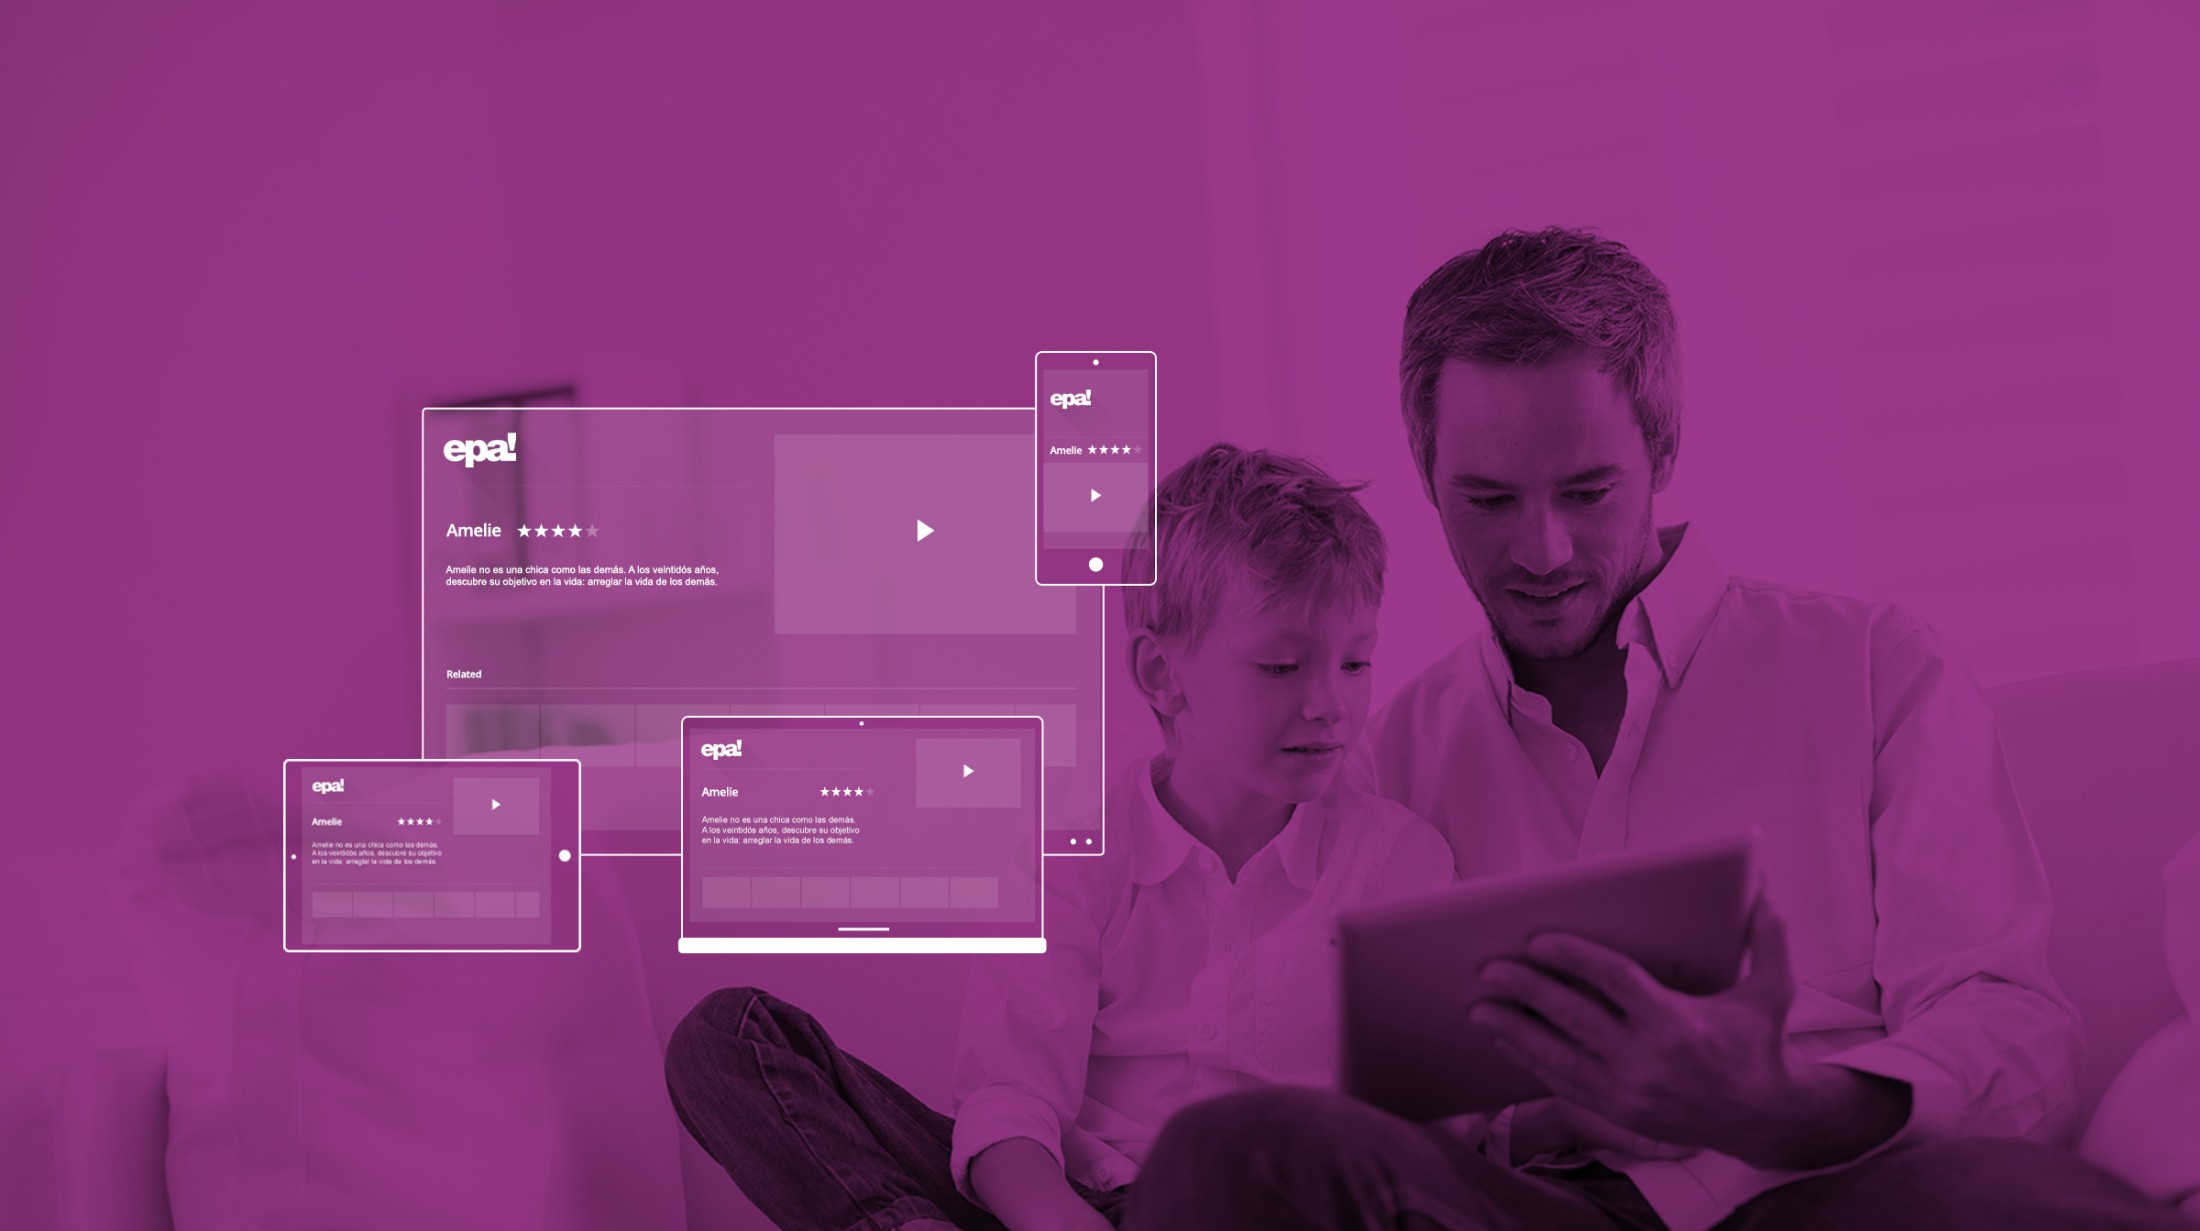 epa!
Amelie
Amelie no es una chica como las demás. A los veintidós años,
descubre su objetivo en la vida: arreglar la vida de los demás.
Related
epa!
Amelie
epa!
Amelie
Amelie no es una chica como las demás.
A los veintidós años, descubre su objetivo
en la vida: arreglar la vida de los demás.
epa!
Amelie
Amelie no es una chica como las demás.
A los veintidós años, descubre su objetivo
en la vida: arreglar la vida de los demás.